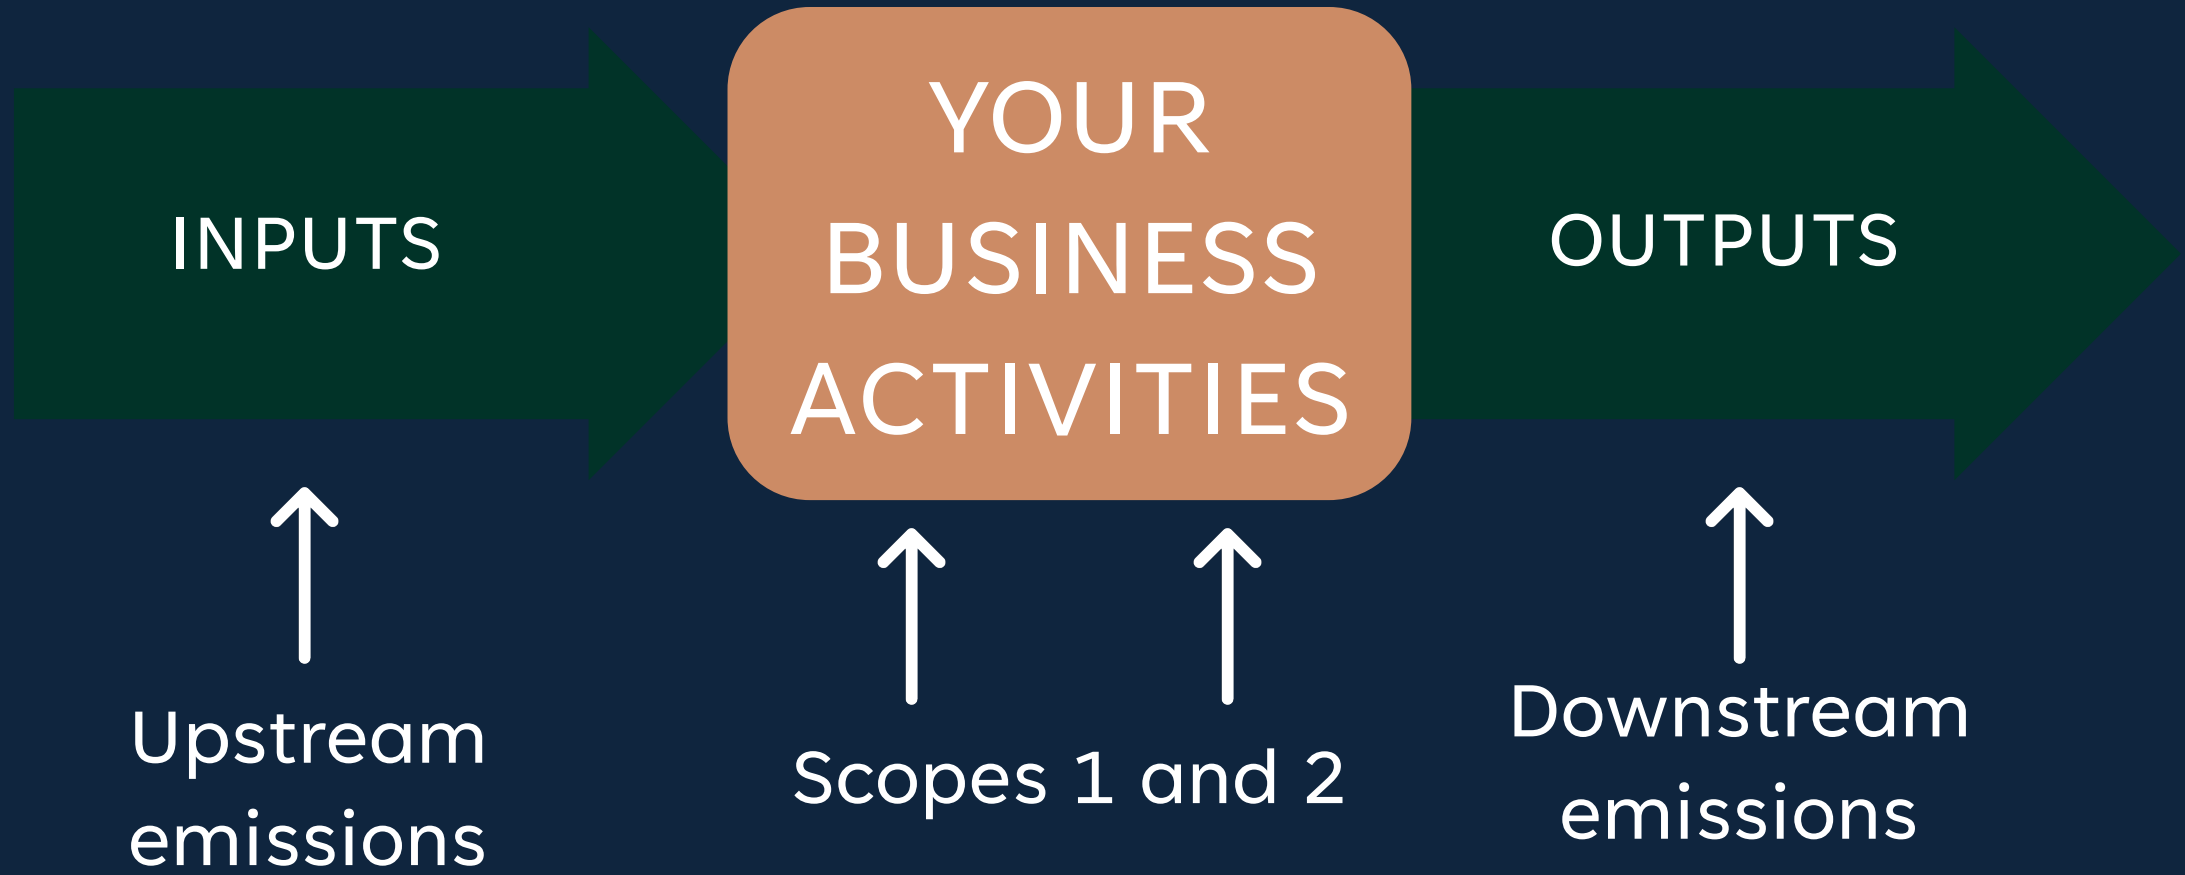 INPUTS
YOUR
BUSINESS
ACTIVITIES
OUTPUTS
Upstream
emissions
Scopes 1 and 2
Downstream
emissions